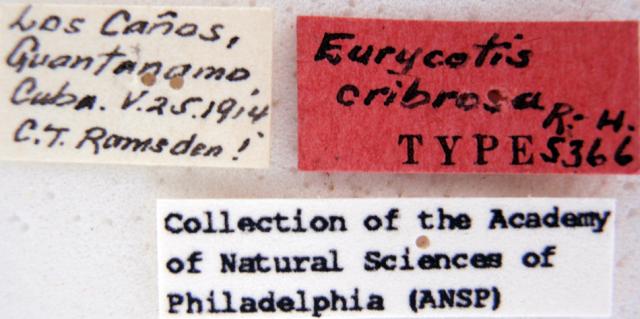 Los Caños,
Guantanamo,
Cuba. V.25.1914
C.T. Ramsden!
Eurycotis
cribrosa R.-H.
TYPE 5366
Collection of the Academy
of Natural Sciences of
Philadelphia (ANSP)